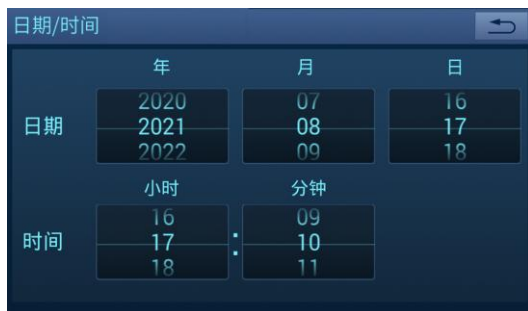 日期/时间
年 月 日
2020 07 16
日期 2021 08 17
2022 09 18
小时 分钟
16 09
时间 17 : 10
18 11